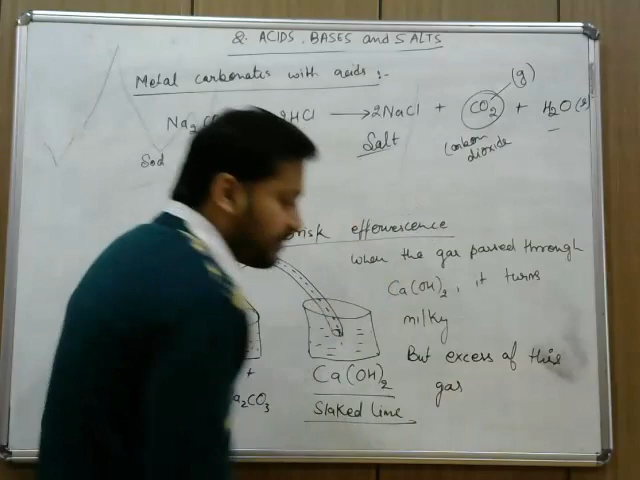 2. ACIDS, BASES and SALTS
Metal carbonates with acids :-
Na2 2HCl → 2NaCl + CO2 (g) + H2O (l)
Sod Salt Carbon dioxide
brisk effervescence
when the gas passed through
Ca(OH)2, it turns
milky
But excess of this
gas
+
Na2CO3
Ca(OH)2
Slaked Lime